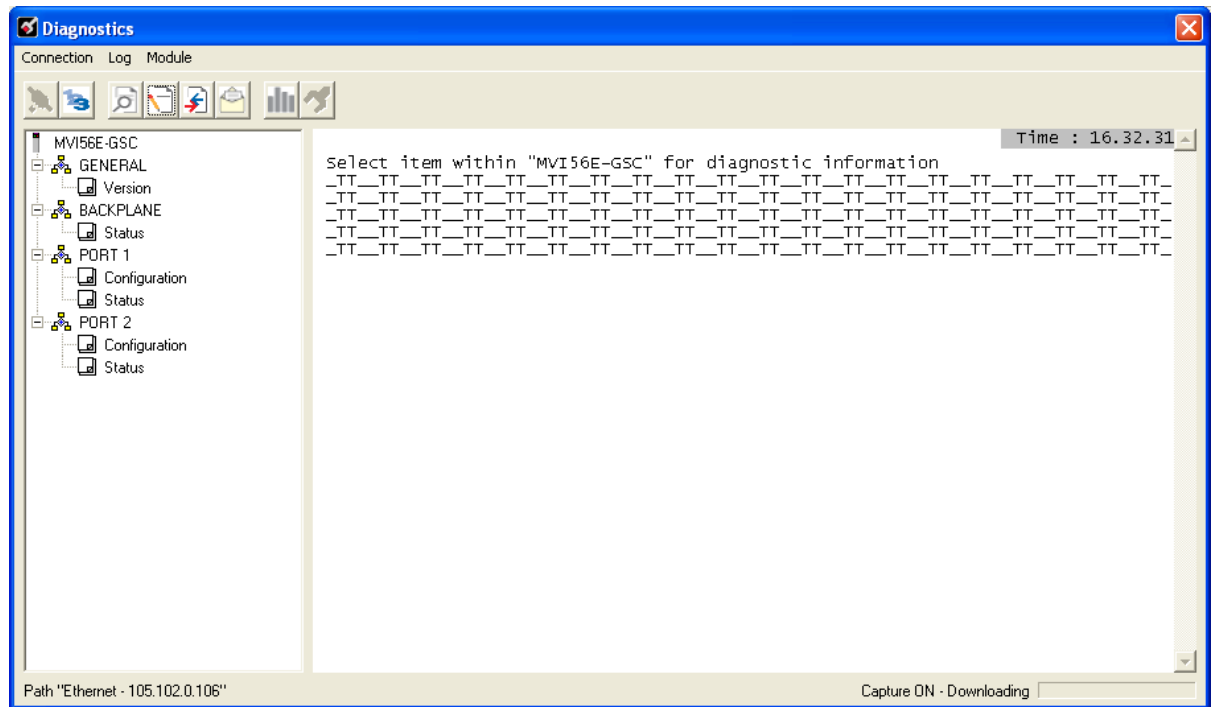 Diagnostics
Connection Log Module
MVI56E-GSC
GENERAL
Version
BACKPLANE
Status
PORT 1
Configuration
Status
PORT 2
Configuration
Status
Time : 16.32.31
Select item within "MVI56E-GSC" for diagnostic information
_TT__TT__TT__TT__TT__TT__TT__TT__TT__TT__TT__TT__TT__TT__TT__TT__TT__TT__TT__TT_
_TT__TT__TT__TT__TT__TT__TT__TT__TT__TT__TT__TT__TT__TT__TT__TT__TT__TT__TT__TT_
_TT__TT__TT__TT__TT__TT__TT__TT__TT__TT__TT__TT__TT__TT__TT__TT__TT__TT__TT__TT_
_TT__TT__TT__TT__TT__TT__TT__TT__TT__TT__TT__TT__TT__TT__TT__TT__TT__TT__TT__TT_
_TT__TT__TT__TT__TT__TT__TT__TT__TT__TT__TT__TT__TT__TT__TT__TT__TT__TT__TT__TT_
Path "Ethernet - 105.102.0.106"
Capture ON - Downloading